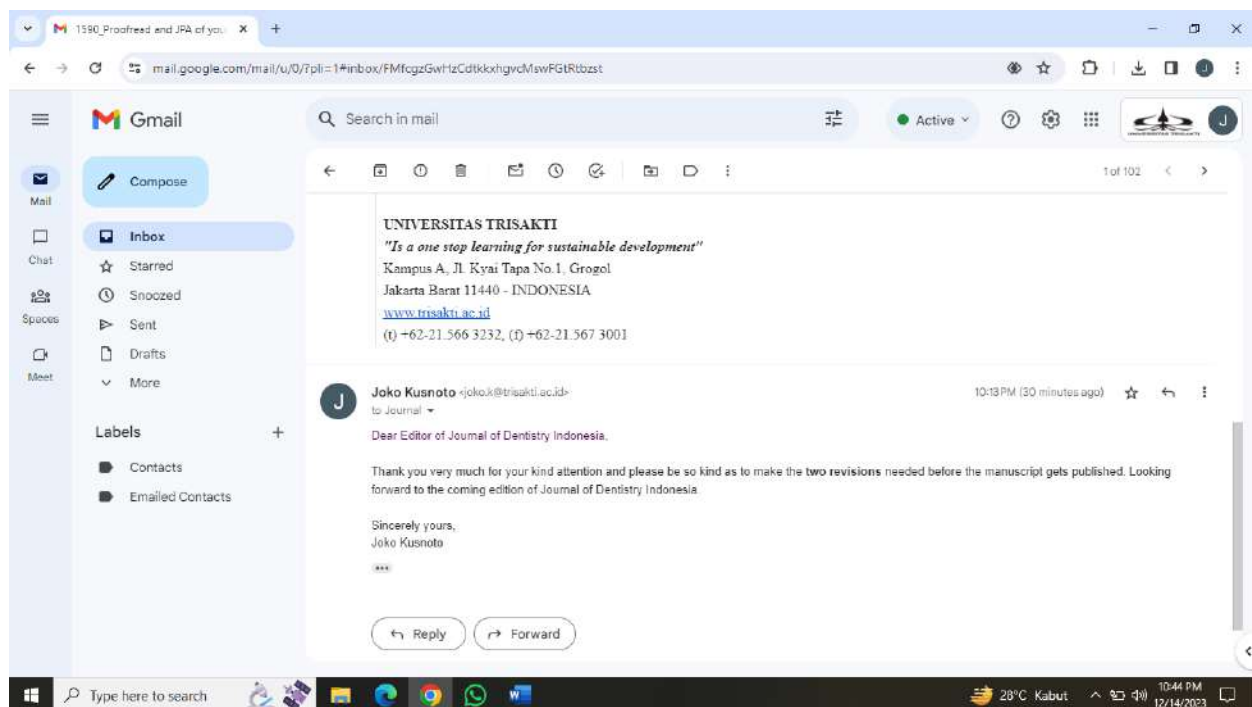 1590_Proofread and JPA of you
mail.google.com/mail/u/0/?pli=1#inbox/FMfcgzGwHzCdtkkxhgvcMswFGtRtbzst
Gmail
Search in mail
Active
Mail
Compose
1 of 102
Chat
Spaces
Meet
Inbox
Starred
Snoozed
Sent
Drafts
More
Labels
Contacts
Emailed Contacts
UNIVERSITAS TRISAKTI
"Is a one stop learning for sustainable development"
Kampus A, Jl. Kyai Tapa No.1, Grogol
Jakarta Barat 11440 - INDONESIA
www.trisakti.ac.id
(t) +62-21.566 3232, (f) +62-21.567 3001
J
Joko Kusnoto <joko.k@trisakti.ac.id>
10:13 PM (30 minutes ago)
to Journal
Dear Editor of Journal of Dentistry Indonesia,
Thank you very much for your kind attention and please be so kind as to make the two revisions needed before the manuscript gets published. Looking
forward to the coming edition of Journal of Dentistry Indonesia
Sincerely yours,
Joko Kusnoto
Reply
Forward
Type here to search
28°C Kabut
10:44 PM
12/14/2023